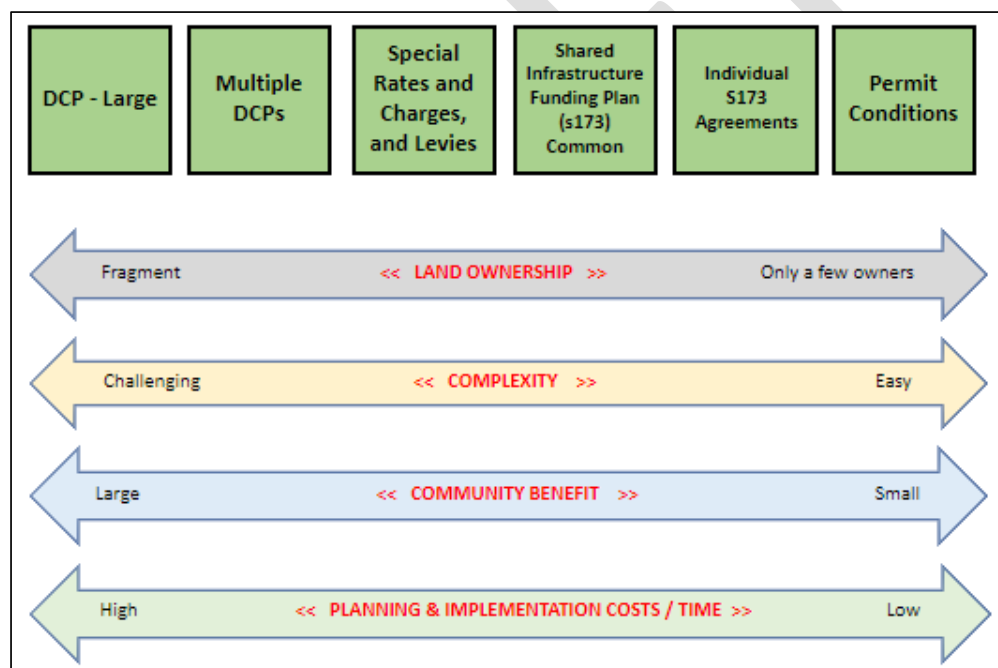 DCP - Large
Multiple
DCPs
Special
Rates and
Charges,
and Levies
Shared
Infrastructure
Funding Plan
(s173)
Common
Individual
S173
Agreements
Permit
Conditions
Fragment << LAND OWNERSHIP >> Only a few owners
Challenging << COMPLEXITY >> Easy
Large << COMMUNITY BENEFIT >> Small
High << PLANNING & IMPLEMENTATION COSTS / TIME >> Low